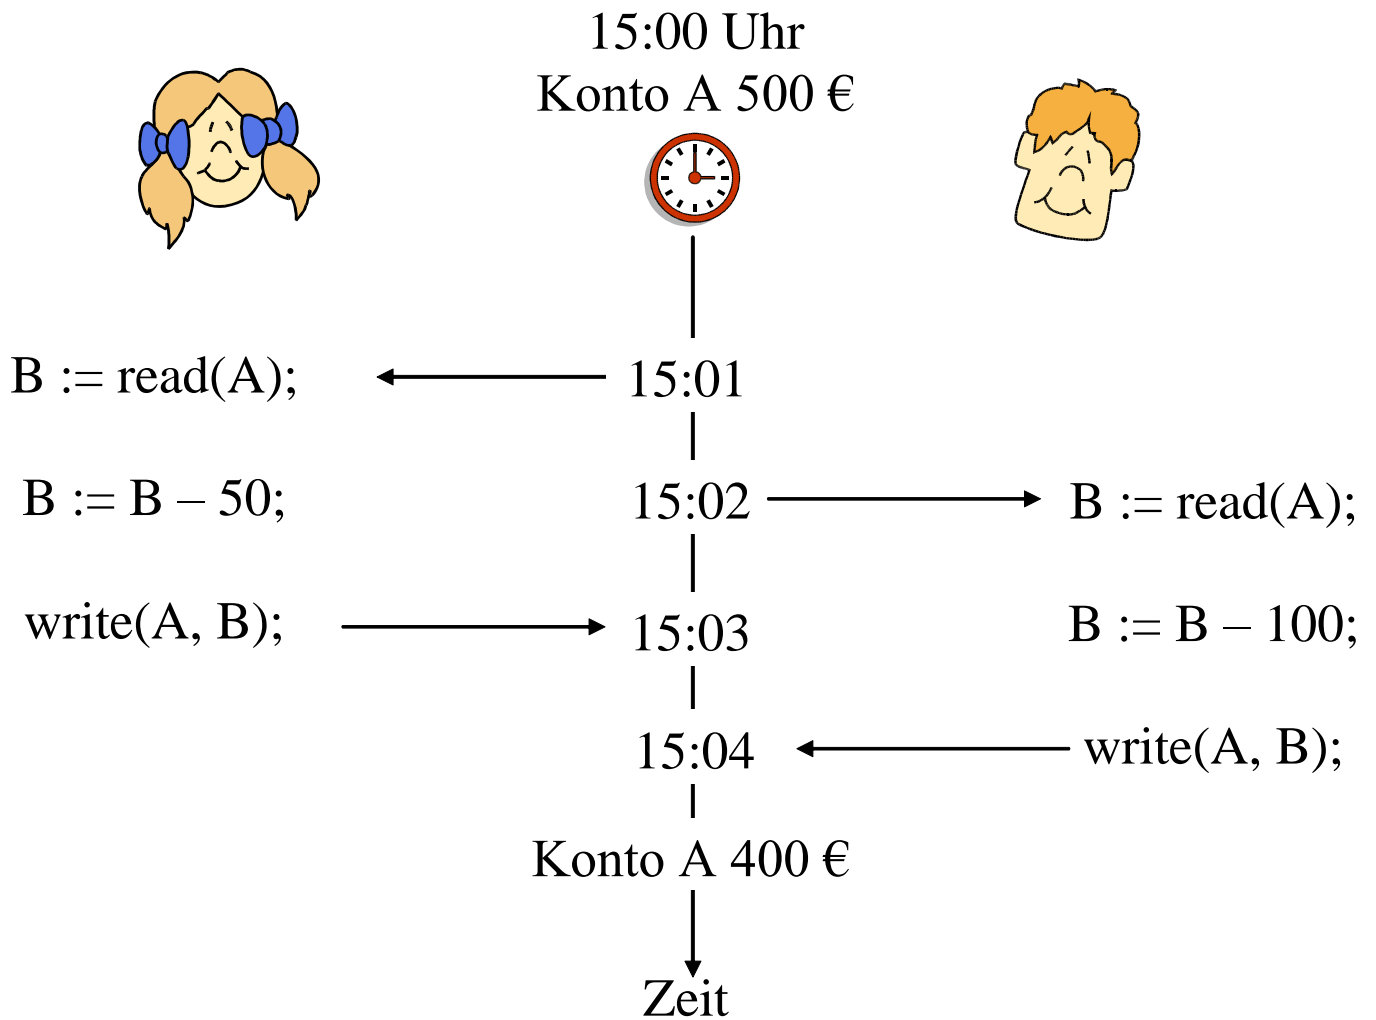 15:00 Uhr
Konto A 500 €
B := read(A);
15:01
B := B – 50;
15:02
B := read(A);
write(A, B);
15:03
B := B – 100;
15:04
write(A, B);
Konto A 400 €
Zeit